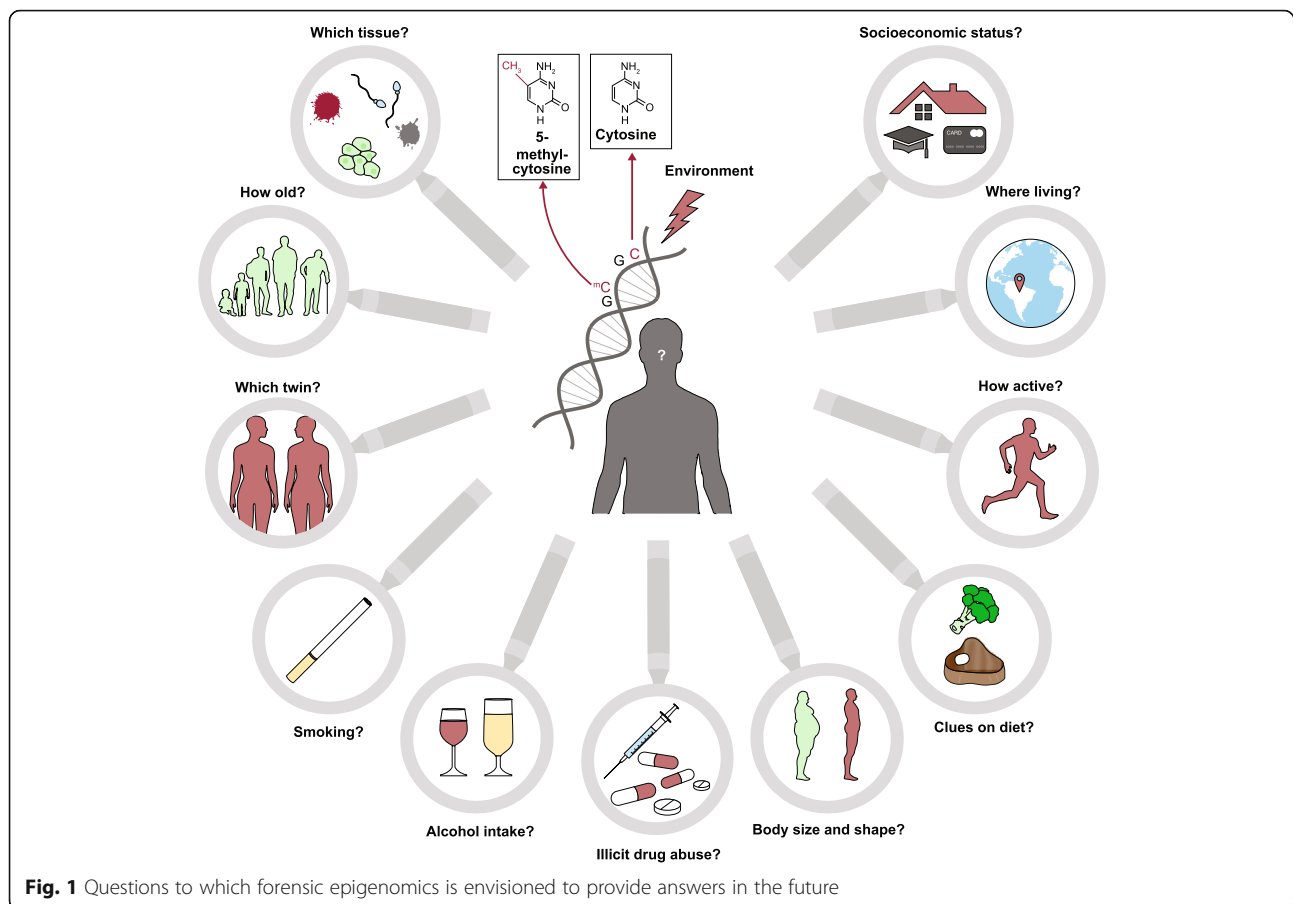 Which tissue?
Socioeconomic status?
CH₃
NH₂
N
N
H
O
5-
methyl-
cytosine
NH₂
N
N
H
O
Cytosine
Environment
CARD
How old?
Where living?
C
G
ᵐC
G
?
Which twin?
How active?
Smoking?
Clues on diet?
Alcohol intake?
Body size and shape?
Illicit drug abuse?
Fig. 1 Questions to which forensic epigenomics is envisioned to provide answers in the future